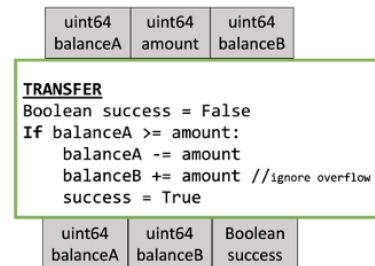 uint64 uint64 uint64
balanceA amount balanceB
TRANSFER
Boolean success = False
If balanceA >= amount:
balanceA -= amount
balanceB += amount //ignore overflow
success = True
uint64 uint64 Boolean
balanceA balanceB success